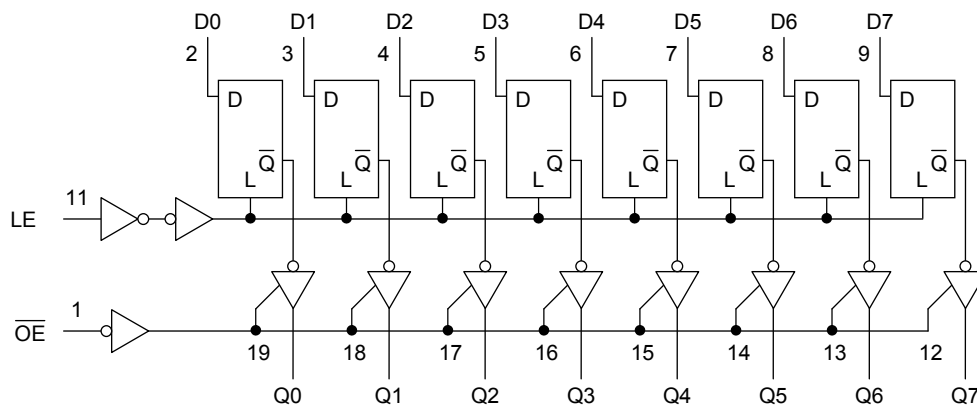 D0 D1 D2 D3 D4 D5 D6 D7
2 3 4 5 6 7 8 9
D D D D D D D D
Q̅ Q̅ Q̅ Q̅ Q̅ Q̅ Q̅ Q̅
L L L L L L L L
11
LE
1
O̅E̅
19 18 17 16 15 14 13 12
Q0 Q1 Q2 Q3 Q4 Q5 Q6 Q7